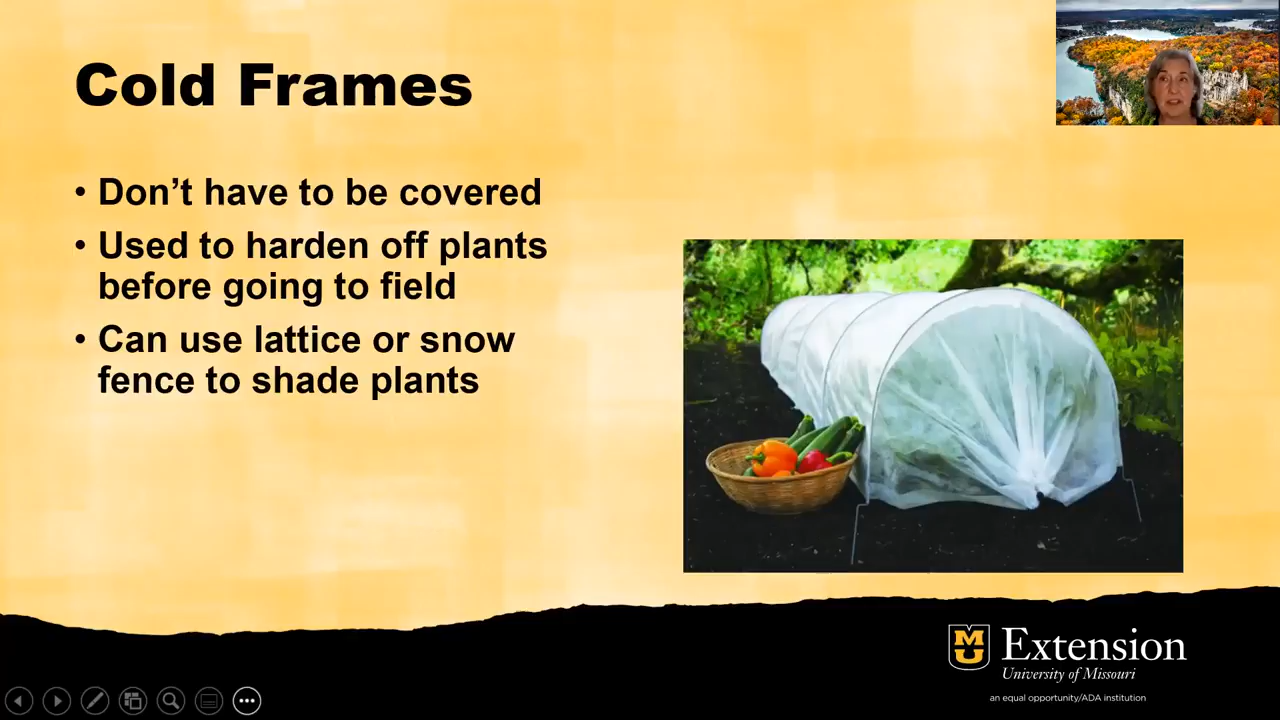 Cold Frames
• Don’t have to be covered
• Used to harden off plants
before going to field
• Can use lattice or snow
fence to shade plants
Extension
University of Missouri
an equal opportunity/ADA institution